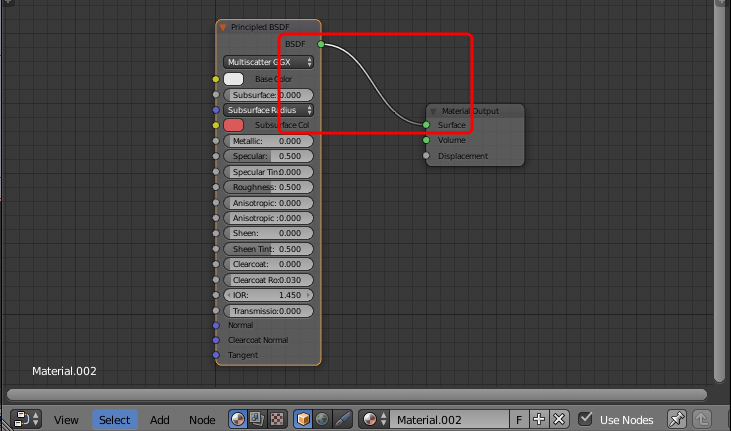 Principled BSDF
BSDF
Multiscatter GGX
Base Color
Subsurface: 0.000
Subsurface Radius
Subsurface Col
Metallic: 0.000
Specular: 0.500
Specular Tin: 0.000
Roughness: 0.500
Anisotropic: 0.000
Anisotropic : 0.000
Sheen: 0.000
Sheen Tint: 0.500
Clearcoat: 0.000
Clearcoat Ro: 0.030
IOR: 1.450
Transmissio: 0.000
Normal
Clearcoat Normal
Tangent
Material Output
Surface
Volume
Displacement
Material.002
View Select Add Node Material.002 F Use Nodes